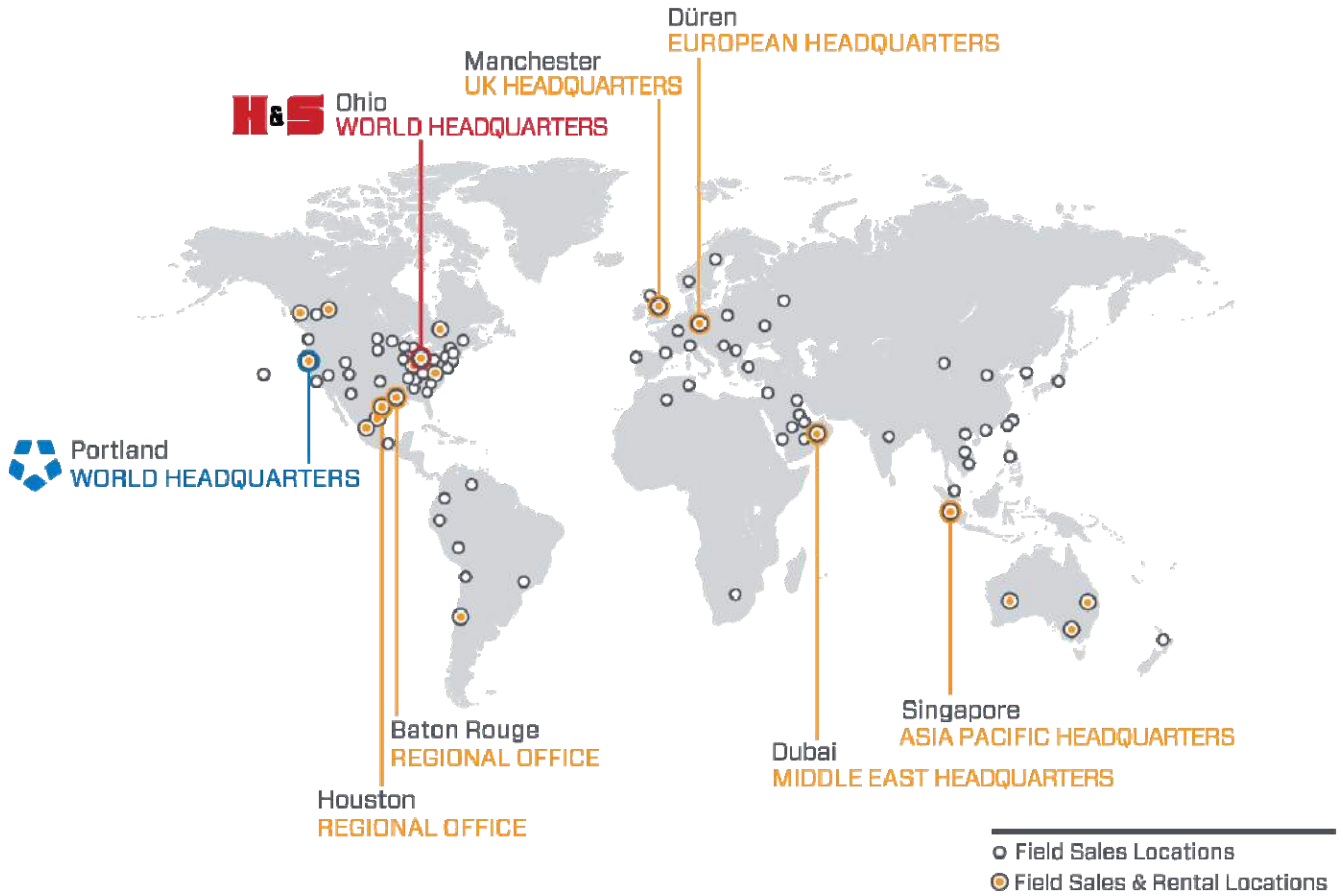 Düren
EUROPEAN HEADQUARTERS
Manchester
UK HEADQUARTERS
H&S
Ohio
WORLD HEADQUARTERS
Portland
WORLD HEADQUARTERS
Baton Rouge
REGIONAL OFFICE
Houston
REGIONAL OFFICE
Singapore
ASIA PACIFIC HEADQUARTERS
Dubai
MIDDLE EAST HEADQUARTERS
Field Sales Locations
Field Sales & Rental Locations